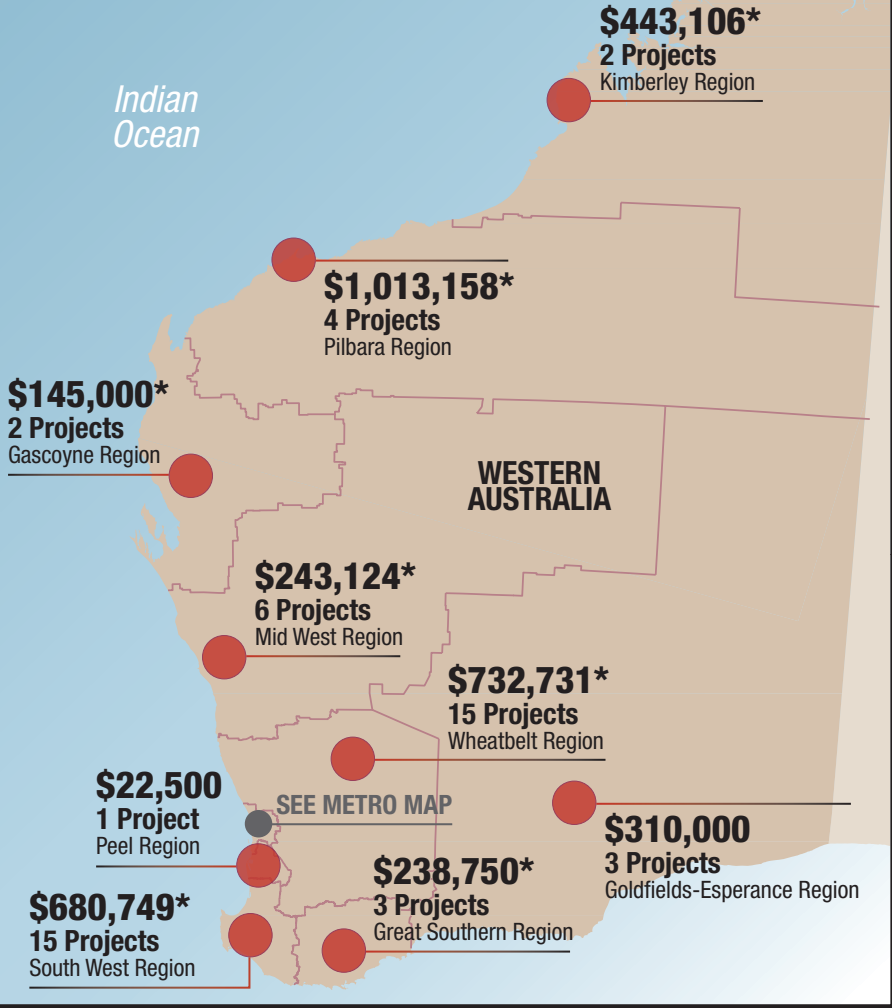 $443,106*
2 Projects
Kimberley Region
Indian
Ocean
$1,013,158*
4 Projects
Pilbara Region
$145,000*
2 Projects
Gascoyne Region
WESTERN
AUSTRALIA
$243,124*
6 Projects
Mid West Region
$732,731*
15 Projects
Wheatbelt Region
$22,500
1 Project
Peel Region
SEE METRO MAP
$310,000
3 Projects
Goldfields-Esperance Region
$238,750*
3 Projects
Great Southern Region
$680,749*
15 Projects
South West Region